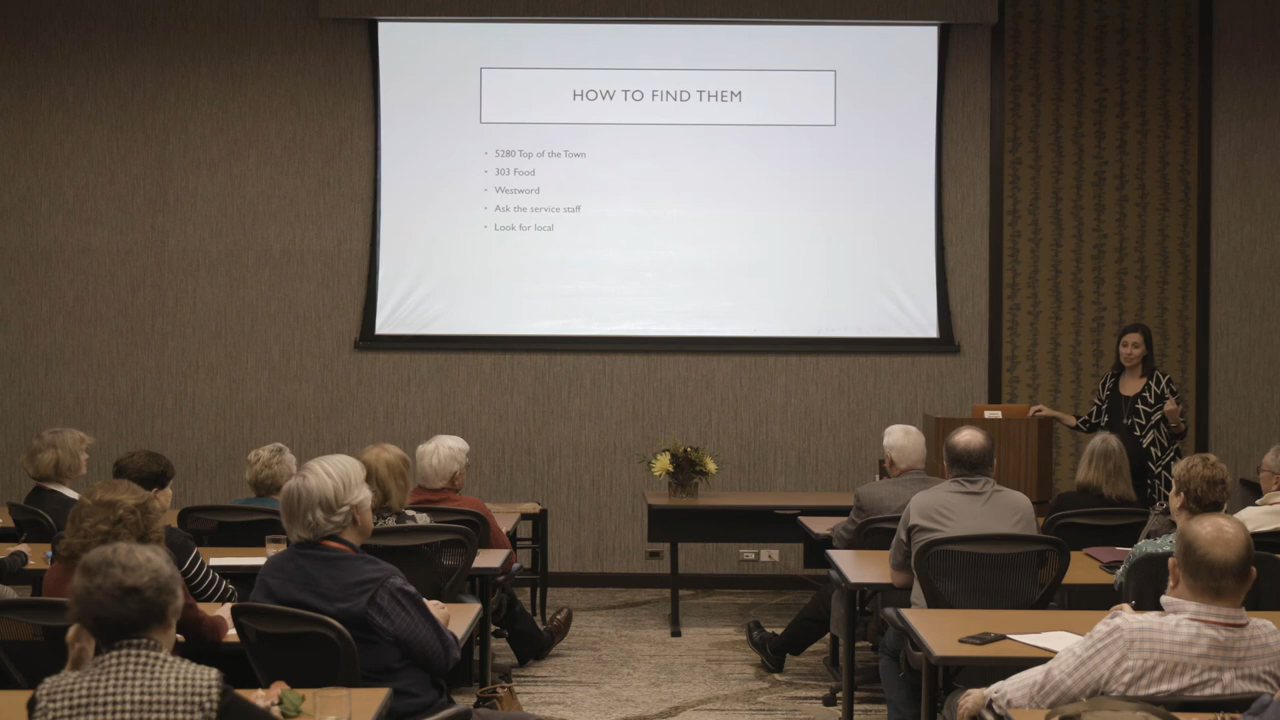 HOW TO FIND THEM
• 5280 Top of the Town
• 303 Food
• Westword
• Ask the service staff
• Look for local